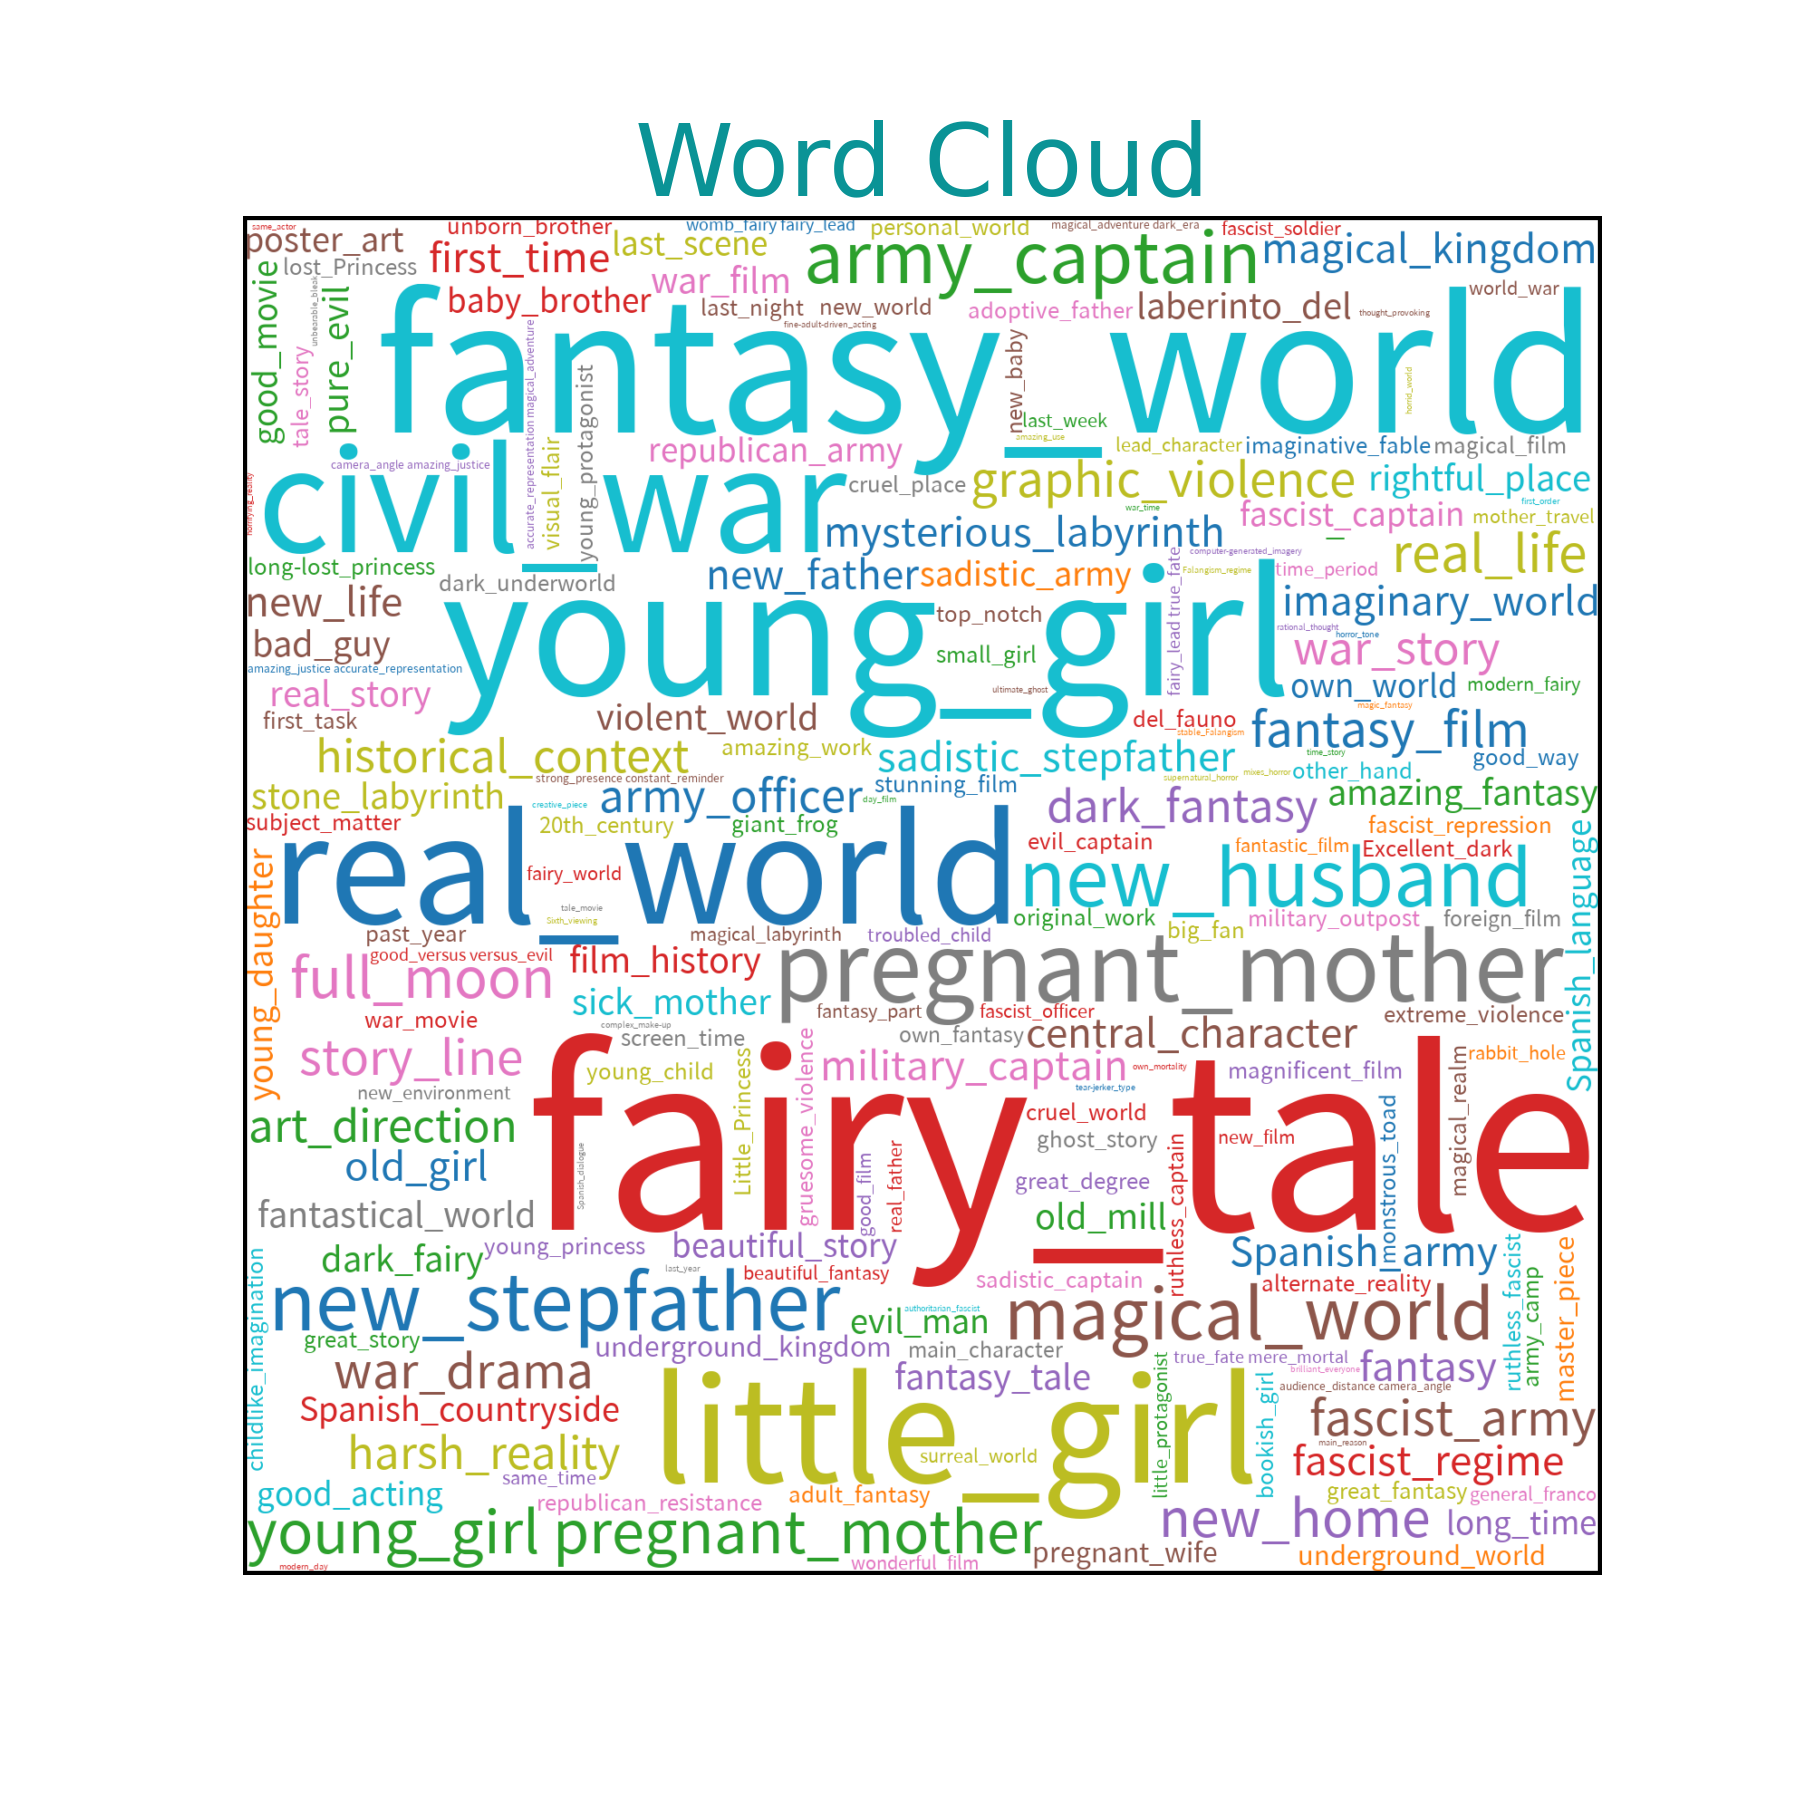 Word Cloud
same_actor
unborn_brother
womb_fairy fairy_lead
personal_world
magical_adventure dark_era
fascist_soldier
poster_art
first_time
last_scene
army_captain
magical_kingdom
lost_Princess
war_film
good_movie
unbearable_bleak
pure_evil
tale_story
baby_brother
last_night
new_world
adoptive_father
laberinto_del
world_war
thought_provoking
fine-adult-driven_acting
fantasy_world
accurate_representation magical_adventure
young_protagonist
new_baby
horrid_world
last_week
amazing_use
visual_flair
republican_army
lead_character
imaginative_fable
magical_film
camera_angle amazing_justice
civil_war
cruel_place
graphic_violence
rightful_place
horrifying_reality
first_order
war_time
mysterious_labyrinth
fascist_captain
mother_travel
real_life
computer-generated_imagery
long-lost_princess
dark_underworld
new_father
sadistic_army
fairy_lead true_fate
Falangism_regime
time_period
new_life
young_girl
top_notch
imaginary_world
rational_thought
horror_tone
bad_guy
small_girl
war_story
amazing_justice accurate_representation
real_story
ultimate_ghost
own_world
modern_fairy
magic_fantasy
first_task
violent_world
del_fauno
stable_Falangism
fantasy_film
historical_context
amazing_work
sadistic_stepfather
time_story
good_way
strong_presence constant_reminder
supernatural_horror
mixes_horror
other_hand
stone_labyrinth
creative_piece
army_officer
stunning_film
day_film
dark_fantasy
amazing_fantasy
subject_matter
20th_century
giant_frog
fascist_repression
evil_captain
fantastic_film
Excellent_dark
Spanish_language
young_daughter
real_world
fairy_world
new_husband
tale_movie
Sixth_viewing
original_work
military_outpost
foreign_film
past_year
magical_labyrinth
troubled_child
big_fan
good_versus versus_evil
full_moon
film_history
pregnant_mother
sick_mother
fantasy_part
fascist_officer
extreme_violence
war_movie
complex_make-up
screen_time
own_fantasy
central_character
story_line
young_child
Little_Princess
gruesome_violence
military_captain
own_mortality
magnificent_film
magical_realm
rabbit_hole
tear-jerker_type
new_environment
fairy_tale
cruel_world
monstrous_toad
art_direction
Spanish_dialogue
good_film
real_father
ghost_story
ruthless_captain
new_film
old_girl
great_degree
fantastical_world
old_mill
dark_fairy
young_princess
beautiful_story
Spanish_army
childlike_imagination
last_year
beautiful_fantasy
sadistic_captain
alternate_reality
ruthless_fascist
army_camp
master_piece
new_stepfather
authoritarian_fascist
evil_man
magical_world
great_story
underground_kingdom
main_character
true_fate mere_mortal
brilliant_everyone
fantasy
war_drama
fantasy_tale
little_protagonist
bookish_girl
audience_distance camera_angle
Spanish_countryside
little_girl
fascist_army
main_reason
harsh_reality
surreal_world
fascist_regime
same_time
good_acting
republican_resistance
adult_fantasy
great_fantasy
general_franco
young_girl pregnant_mother
new_home
long_time
modern_day
wonderful_film
pregnant_wife
underground_world